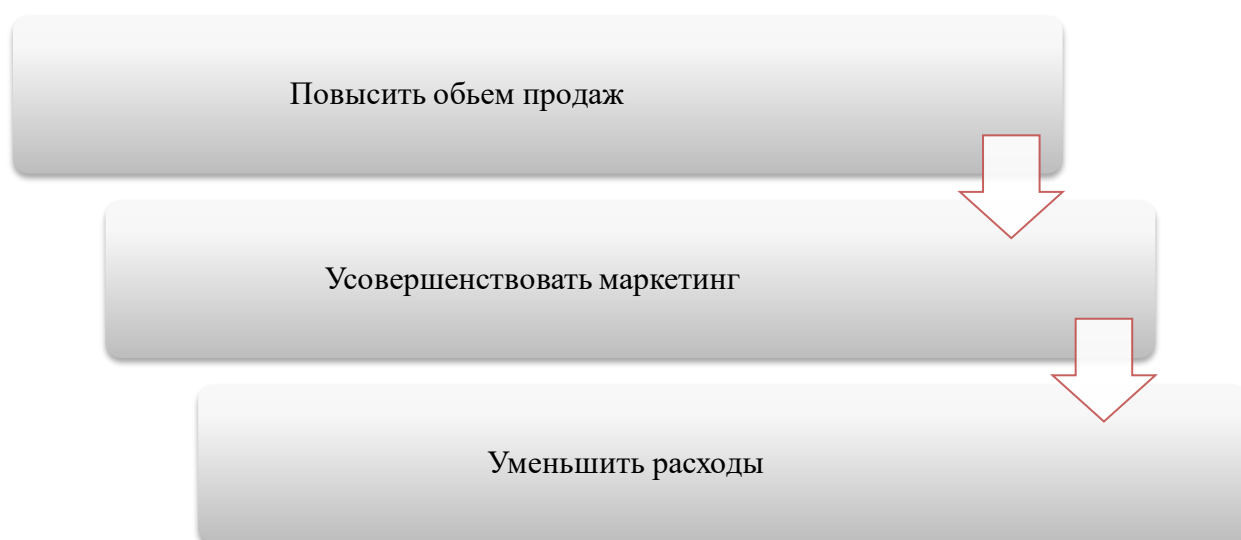 Повысить обьем продаж
Усовершенствовать маркетинг
Уменьшить расходы